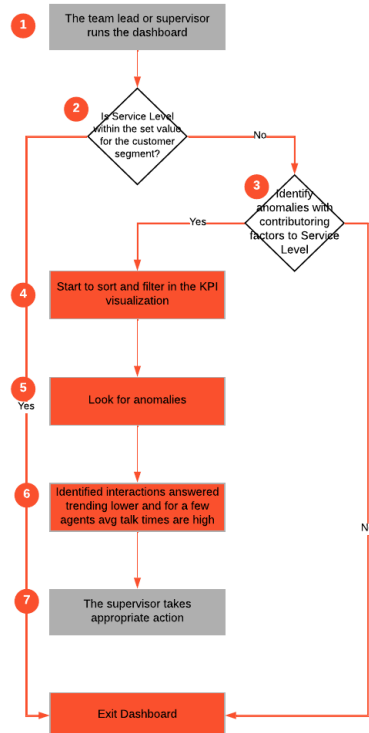 1
The team lead or supervisor
runs the dashboard
2
Is Service Level
within the set value
for the customer
segment?
No
3
Identify
anomalies with
contributoring
factors to Service
Level
Yes
4
Start to sort and filter in the KPI
visualization
5
Yes
Look for anomalies
6
Identified interactions answered
trending lower and for a few
agents avg talk times are high
N
7
The supervisor takes
appropriate action
Exit Dashboard